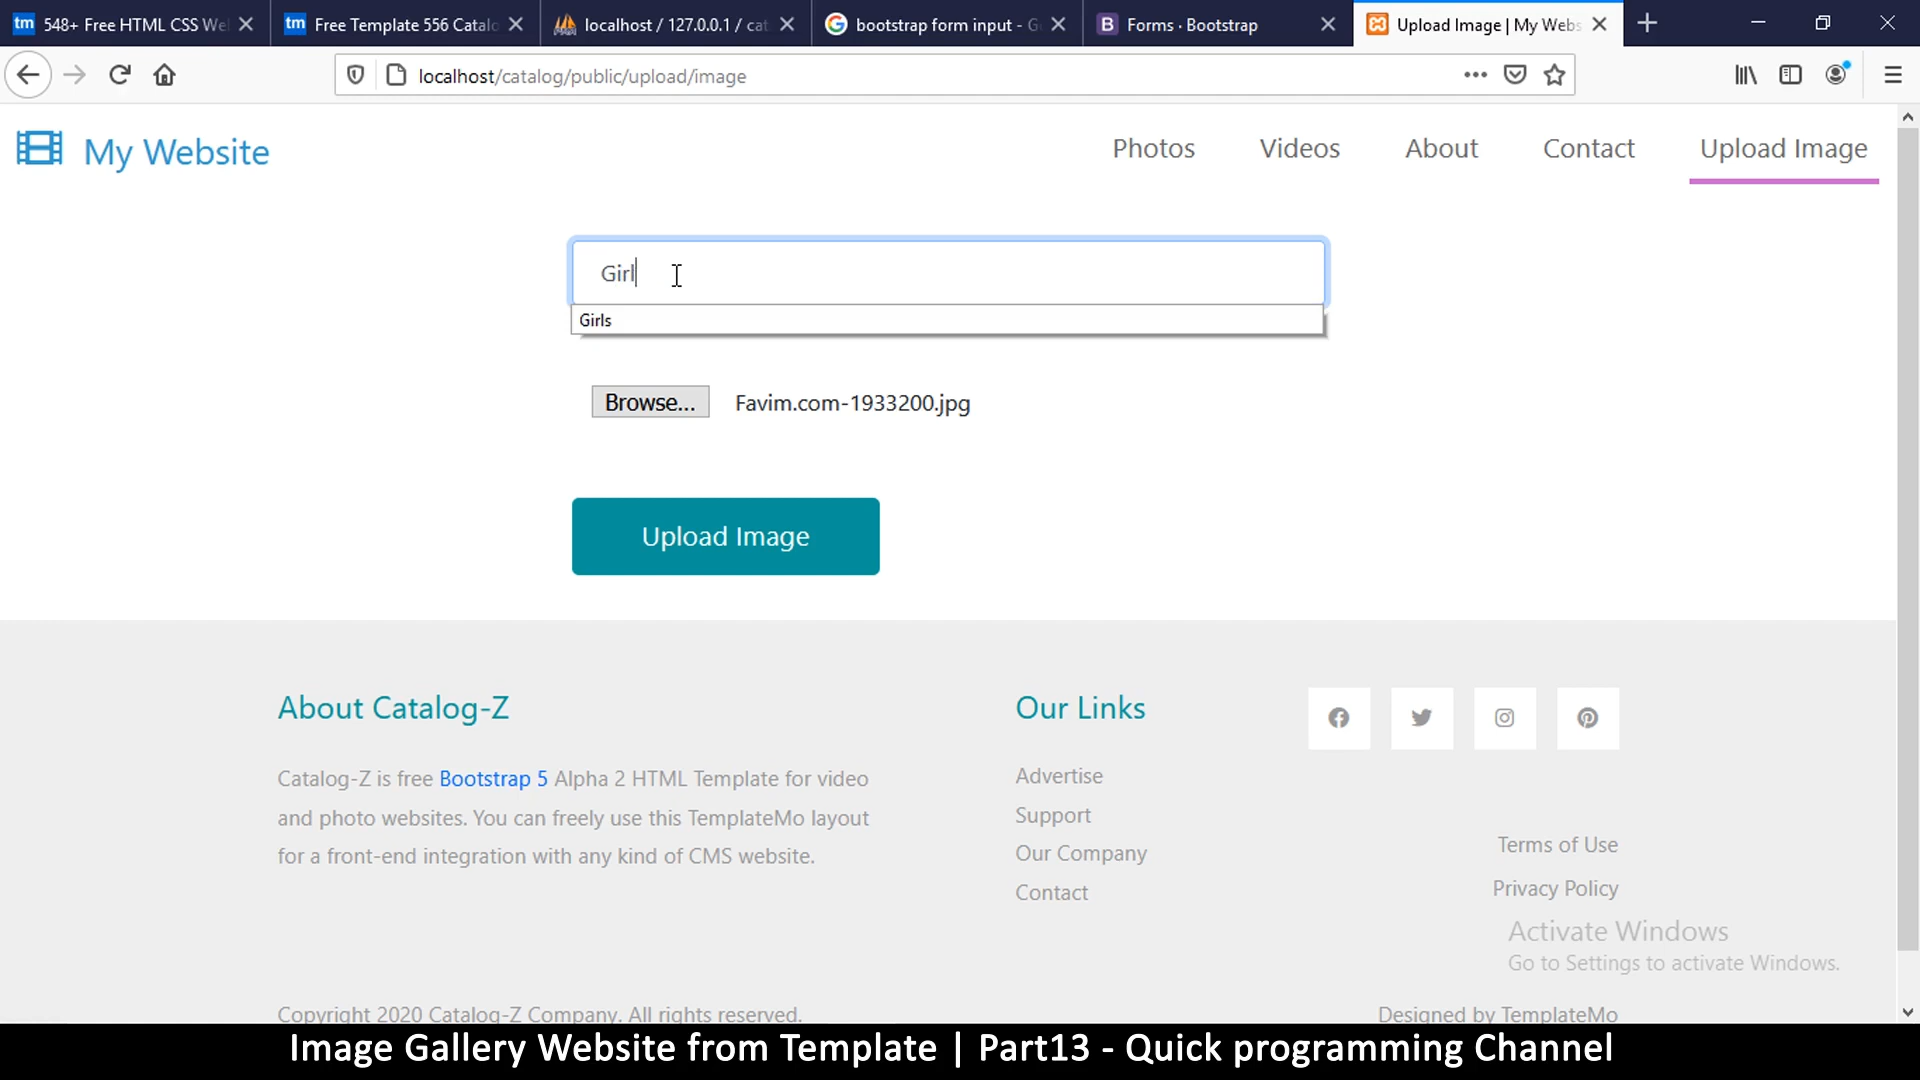 548+ Free HTML CSS We
Free Template 556 Catalo
localhost / 127.0.0.1 / cat
bootstrap form input - G
Forms · Bootstrap
Upload Image | My Webs
localhost/catalog/public/upload/image
My Website
Photos
Videos
About
Contact
Upload Image
Girl
Girls
Browse...
Favim.com-1933200.jpg
Upload Image
About Catalog-Z
Catalog-Z is free Bootstrap 5 Alpha 2 HTML Template for video
and photo websites. You can freely use this TemplateMo layout
for a front-end integration with any kind of CMS website.
Our Links
Advertise
Support
Our Company
Contact
Terms of Use
Privacy Policy
Activate Windows
Go to Settings to activate Windows.
Copyright 2020 Catalog-Z Company. All rights reserved.
Designed by TemplateMo
Image Gallery Website from Template | Part13 - Quick programming Channel